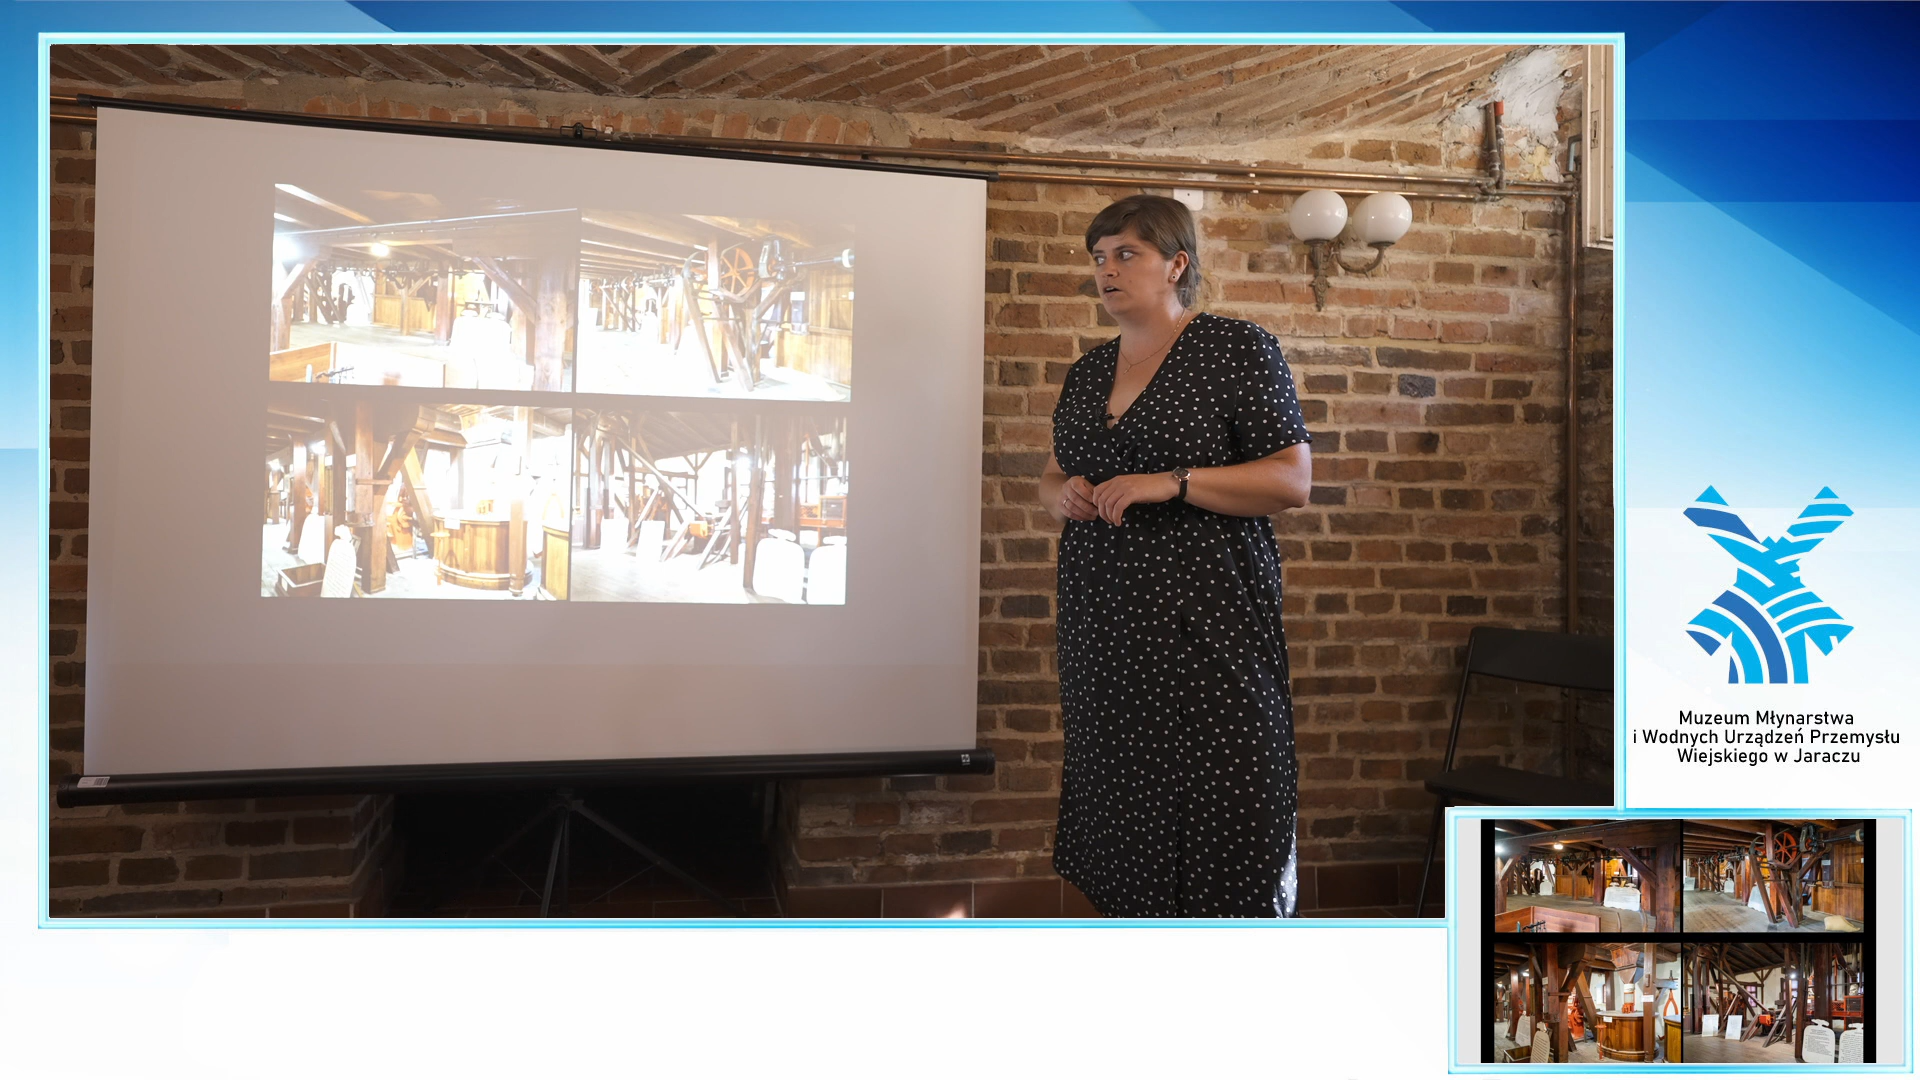 Muzeum Młynarstwa
i Wodnych Urządzeń Przemysłu
Wiejskiego w Jaraczu